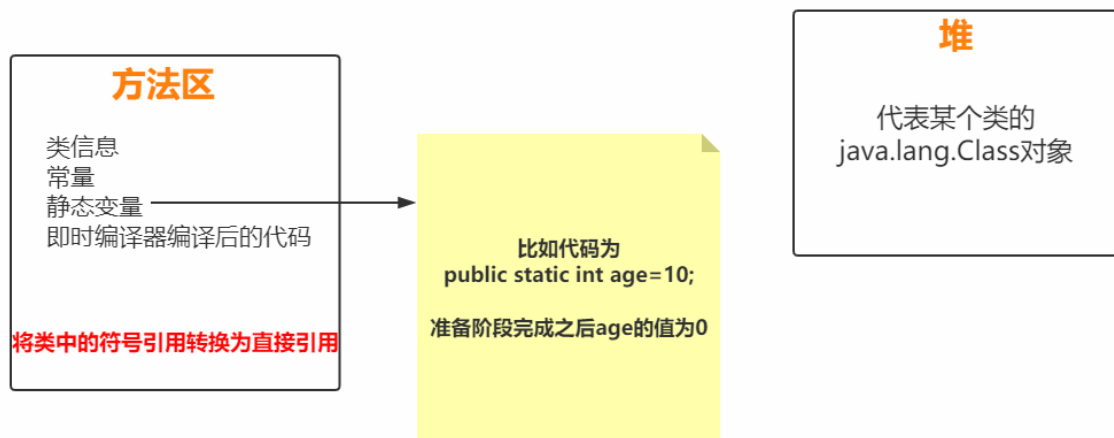 方法区
类信息
常量
静态变量
即时编译器编译后的代码
将类中的符号引用转换为直接引用
比如代码为
public static int age=10;
准备阶段完成之后age的值为0
堆
代表某个类的
java.lang.Class对象